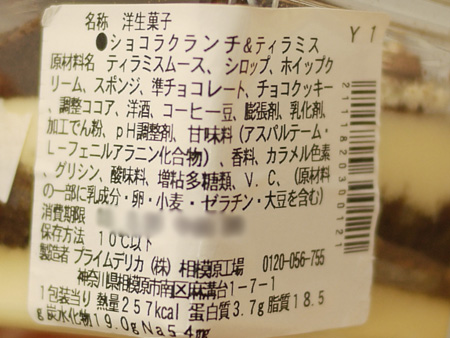 名称 洋生菓子
●ショコラクランチ&ティラミス
Y1
原材料名 ティラミスムース、シロップ、ホイップク
リーム、スポンジ、準チョコレート、チョコクッキー
、調整ココア、洋酒、コーヒー豆、膨張剤、乳化剤、
加工でん粉、pH調整剤、甘味料(アスパルテーム・
L-フェニルアラニン化合物)、香料、カラメル色素
、グリシン、酸味料、増粘多糖類、V.C、(原材料
の一部に乳成分・卵・小麦・ゼラチン・大豆を含む)
消費期限
保存方法 10℃以下
製造者 プライムデリカ(株) 相模原工場 0120-056-755
神奈川県相模原市南区麻溝台1-7-1
1包装当り 熱量257kcal 蛋白質3.7g 脂質18.5
g 炭水化物19.0g Na54mg